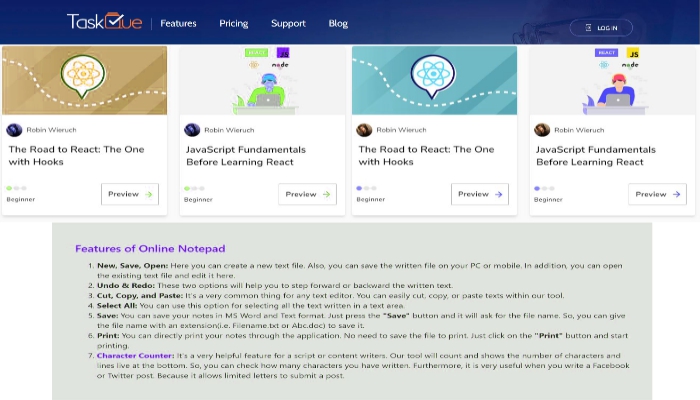 TaskQue
Features
Pricing
Support
Blog
LOG IN
REACT
JS
node
REACT
JS
node
Robin Wieruch
Robin Wieruch
Robin Wieruch
Robin Wieruch
The Road to React: The One
with Hooks
JavaScript Fundamentals
Before Learning React
The Road to React: The One
with Hooks
JavaScript Fundamentals
Before Learning React
Beginner
Preview
Beginner
Preview
Beginner
Preview
Beginner
Preview
Features of Online Notepad
1. New, Save, Open: Here you can create a new text file. Also, you can save the written file on your PC or mobile. In addition, you can open
the existing text file and edit it here.
2. Undo & Redo: These two options will help you to step forward or backward the written text.
3. Cut, Copy, and Paste: It's a very common thing for any text editor. You can easily cut, copy, or paste texts within our tool.
4. Select All: You can use this option for selecting all the text written in a text area.
5. Save: You can save your notes in MS Word and Text format. Just press the "Save" button and it will ask for the file name. So, you can give
the file name with an extension(i.e. Filename.txt or Abc.doc) to save it.
6. Print: You can directly print your notes through the application. No need to save the file to print. Just click on the "Print" button and start
printing.
7. Character Counter: It's a very helpful feature for a script or content writers. Our tool will count and shows the number of characters and
lines live at the bottom. So, you can check how many characters you have written. Furthermore, it is very useful when you write a Facebook
or Twitter post. Because it allows limited letters to submit a post.